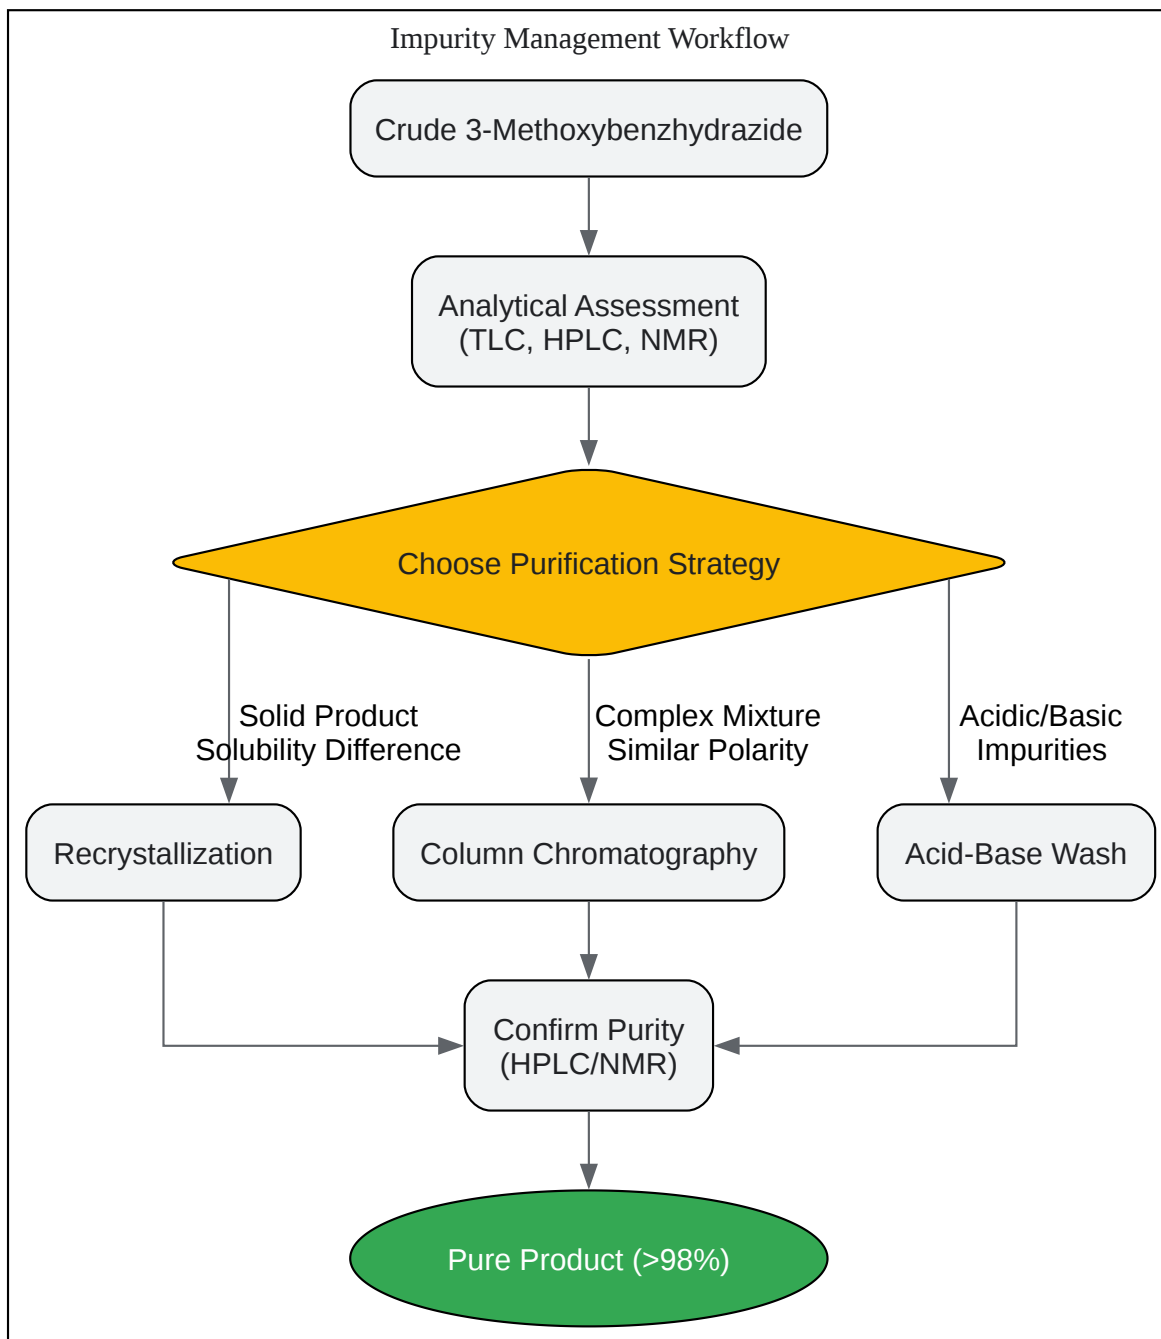 Impurity Management Workflow
Crude 3-Methoxybenzhydrazide
Analytical Assessment
(TLC, HPLC, NMR)
Choose Purification Strategy
Solid Product
Solubility Difference
Complex Mixture
Similar Polarity
Acidic/Basic
Impurities
Recrystallization
Column Chromatography
Acid-Base Wash
Confirm Purity
(HPLC/NMR)
Pure Product (>98%)